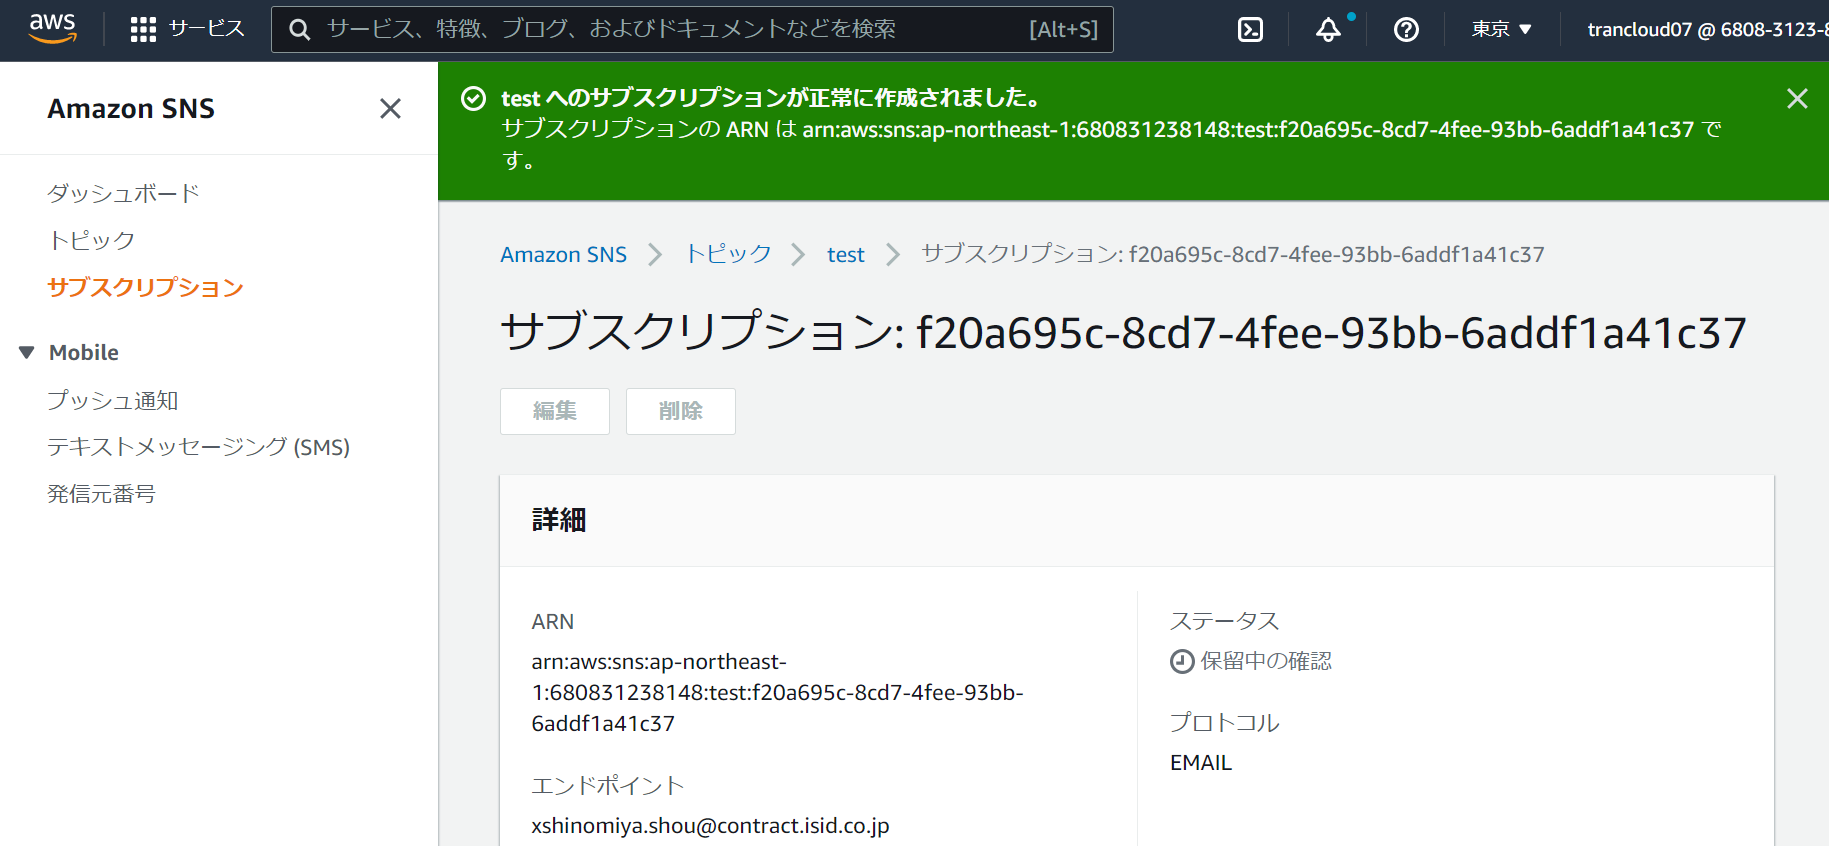 aws
サービス
サービス、特徴、ブログ、およびドキュメントなどを検索
[Alt+S]
東京
trancloud07 @ 6808-3123-8
Amazon SNS
ダッシュボード
トピック
サブスクリプション
Mobile
プッシュ通知
テキストメッセージング (SMS)
発信元番号
test へのサブスクリプションが正常に作成されました。
サブスクリプションの ARN は arn:aws:sns:ap-northeast-1:680831238148:test:f20a695c-8cd7-4fee-93bb-6addf1a41c37 で
す。
Amazon SNS
トピック
test
サブスクリプション: f20a695c-8cd7-4fee-93bb-6addf1a41c37
サブスクリプション: f20a695c-8cd7-4fee-93bb-6addf1a41c37
編集
削除
詳細
ARN
arn:aws:sns:ap-northeast-
1:680831238148:test:f20a695c-8cd7-4fee-93bb-
6addf1a41c37
エンドポイント
xshinomiya.shou@contract.isid.co.jp
ステータス
保留中の確認
プロトコル
EMAIL